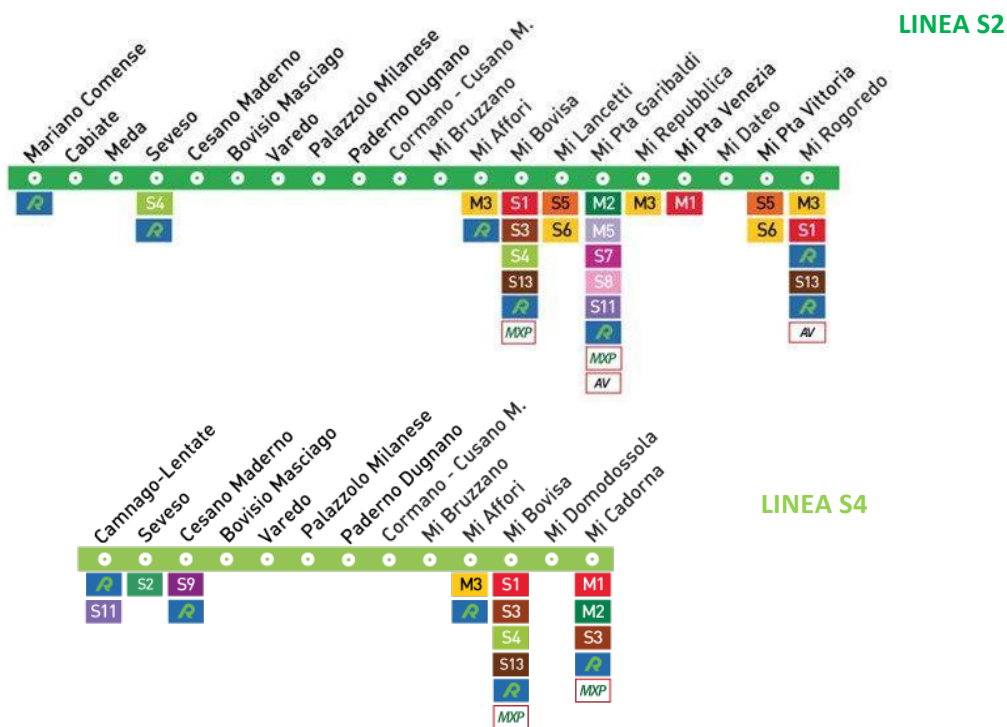 LINEA S2
Mariano Comense
Cabiate
Meda
Seveso
Cesano Maderno
Bovisio Masciago
Varedo
Palazzolo Milanese
Paderno Dugnano
Cormano - Cusano M.
Mi Bruzzano
Mi Affori
Mi Bovisa
Mi Lancetti
Mi Pta Garibaldi
Mi Repubblica
Mi Pta Venezia
Mi Dateo
Mi Pta Vittoria
Mi Rogoredo
R S4 M3 S1 S5 M2 M3 M1 S5 M3
R R S3 S6 M5 S6 S1
S4 S7 R
S13 S8 S13
R S11 R
MXP R AV
MXP
AV
LINEA S4
Camnago-Lentate
Seveso
Cesano Maderno
Bovisio Masciago
Varedo
Palazzolo Milanese
Paderno Dugnano
Cormano - Cusano M.
Mi Bruzzano
Mi Affori
Mi Bovisa
Mi Domodossola
Mi Cadorna
R S2 S9 M3 S1 M1
S11 R R S3 M2
S4 S3
S13 R
R MXP
MXP